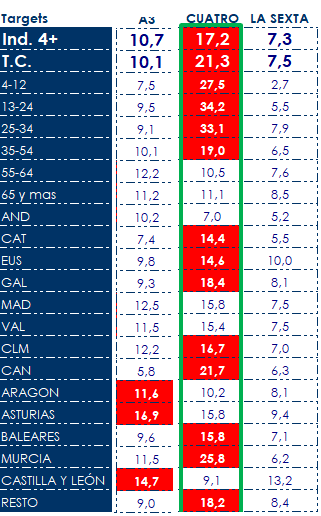 Targets A3 CUATRO LA SEXTA
Ind. 4+ 10,7 17,2 7,3
T.C. 10,1 21,3 7,5
4-12 7,5 27,5 2,7
13-24 9,5 34,2 5,5
25-34 9,1 33,1 7,9
35-54 10,1 19,0 6,5
55-64 12,2 10,5 7,6
65 y mas 11,2 11,1 8,5
AND 10,2 7,0 5,2
CAT 7,4 14,4 5,5
EUS 9,8 14,6 10,0
GAL 9,3 18,4 8,1
MAD 12,5 15,8 7,5
VAL 11,5 15,4 7,5
CLM 12,2 16,7 7,0
CAN 5,8 21,7 6,3
ARAGON 11,6 10,2 8,1
ASTURIAS 16,9 15,8 9,4
BALEARES 9,6 15,8 7,1
MURCIA 11,5 25,8 6,2
CASTILLA Y LEÓN 14,7 9,1 13,2
RESTO 9,0 18,2 8,4